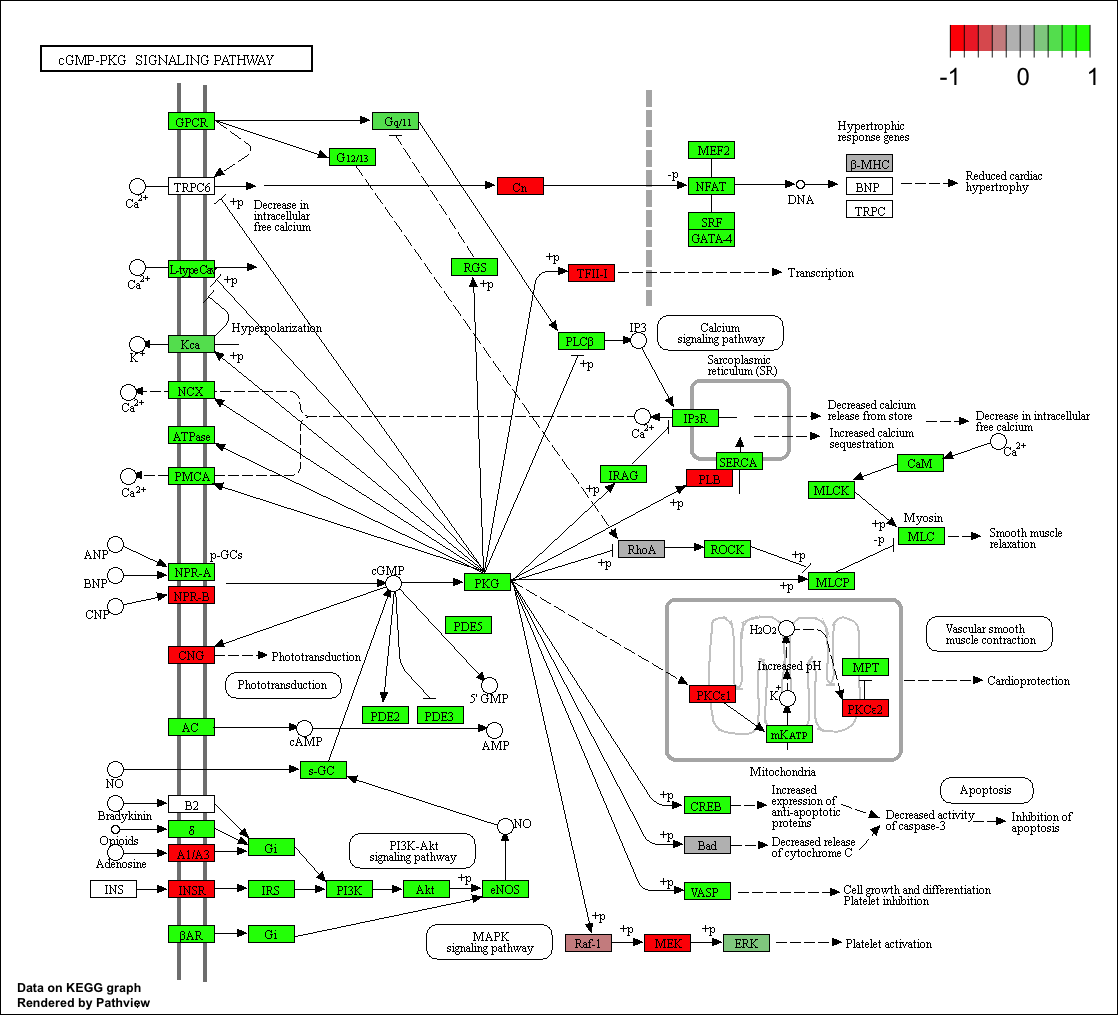 cGMP-PKG SIGNALING PATHWAY
-1 0 1
GPCR
Gq/11
G12/13
TRPC6
Ca2+
+p
Decrease in
intracellular
free calcium
Cn
-p
MEF2
NFAT
SRF
GATA-4
DNA
Hypertrophic
response genes
β-MHC
BNP
TRPC
Reduced cardiac
hypertrophy
L-typeCav
Ca2+
+p
RGS
+p
+p
TFII-I
Transcription
Hyperpolarization
Kca
K+
+p
PLCβ
+p
IP3
Calcium
signaling pathway
Sarcoplasmic
reticulum (SR)
NCX
Ca2+
ATPase
PMCA
Ca2+
Ca2+
IP3R
Decreased calcium
release from store
Increased calcium
sequestration
Decrease in intracellular
free calcium
Ca2+
IRAG
+p
SERCA
PLB
+p
CaM
MLCK
+p
-p
Myosin
MLC
Smooth muscle
relaxation
RhoA
+p
ROCK
+p
MLCP
+p
ANP
BNP
CNP
p-GCs
NPR-A
NPR-B
cGMP
PKG
PDE5
CNG
Phototransduction
Phototransduction
5' GMP
PDE2
PDE3
AC
cAMP
AMP
NO
s-GC
H2O2
Increased pH
K+
MPT
PKCε1
PKCε2
mKATP
Mitochondria
Vascular smooth
muscle contraction
Cardioprotection
Bradykinin
B2
Opioids
δ
Adenosine
A1/A3
Gi
NO
PI3K-Akt
signaling pathway
INS
INSR
IRS
PI3K
Akt
+p
eNOS
βAR
Gi
MAPK
signaling pathway
+p
CREB
Increased
expression of
anti-apoptotic
proteins
Apoptosis
+p
Bad
Decreased release
of cytochrome C
Decreased activity
of caspase-3
Inhibition of
apoptosis
+p
VASP
Cell growth and differentiation
Platelet inhibition
+p
Raf-1
+p
MEK
+p
ERK
Platelet activation
Data on KEGG graph
Rendered by Pathview